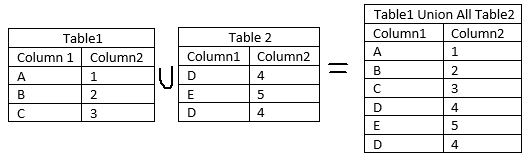 Table1
Column 1 Column2
A 1
B 2
C 3
U
Table 2
Column1 Column2
D 4
E 5
D 4
=
Table1 Union All Table2
Column1 Column2
A 1
B 2
C 3
D 4
E 5
D 4